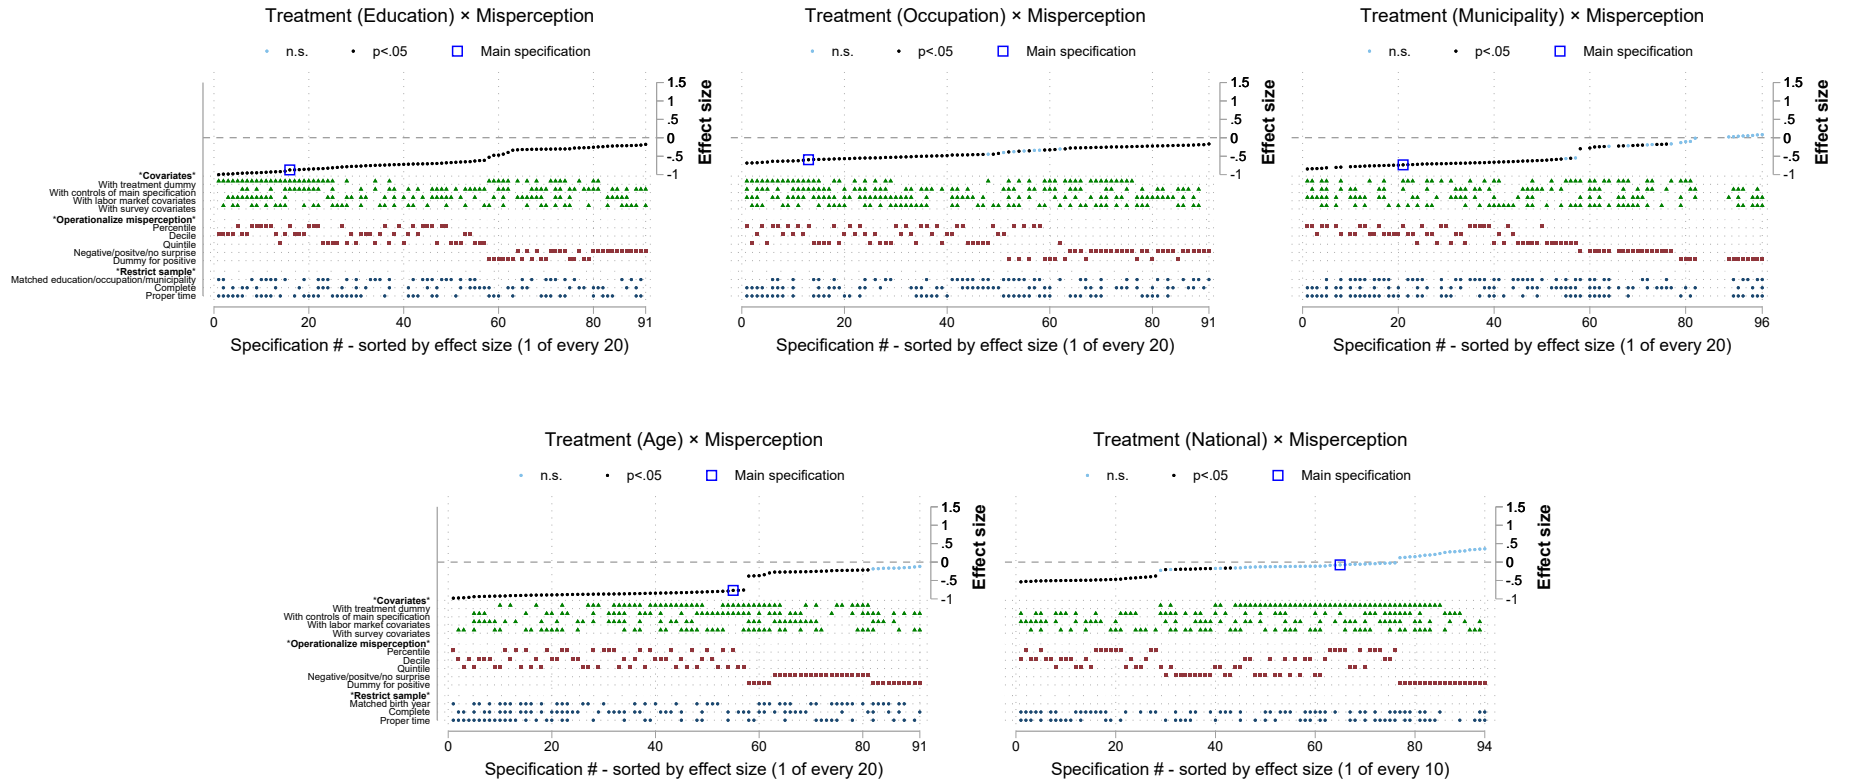 Treatment (Education) × Misperception
n.s. p<.05 Main specification
1.5
1
.5
0
-.5
-1
Effect size
*Covariates*
With treatment dummy
With controls of main specification
With labor market covariates
With survey covariates
*Operationalize misperception*
Percentile
Decile
Quintile
Negative/positve/no surprise
Dummy for positive
*Restrict sample*
Matched education/occupation/municipality
Complete
Proper time
0 20 40 60 80 91
Specification # - sorted by effect size (1 of every 20)
Treatment (Occupation) × Misperception
n.s. p<.05 Main specification
1.5
1
.5
0
-.5
-1
Effect size
0 20 40 60 80 91
Specification # - sorted by effect size (1 of every 20)
Treatment (Municipality) × Misperception
n.s. p<.05 Main specification
1.5
1
.5
0
-.5
-1
Effect size
0 20 40 60 80 96
Specification # - sorted by effect size (1 of every 20)
Treatment (Age) × Misperception
n.s. p<.05 Main specification
1.5
1
.5
0
-.5
-1
Effect size
*Covariates*
With treatment dummy
With controls of main specification
With labor market covariates
With survey covariates
*Operationalize misperception*
Percentile
Decile
Quintile
Negative/positve/no surprise
Dummy for positive
*Restrict sample*
Matched birth year
Complete
Proper time
0 20 40 60 80 91
Specification # - sorted by effect size (1 of every 20)
Treatment (National) × Misperception
n.s. p<.05 Main specification
1.5
1
.5
0
-.5
-1
Effect size
0 20 40 60 80 94
Specification # - sorted by effect size (1 of every 10)